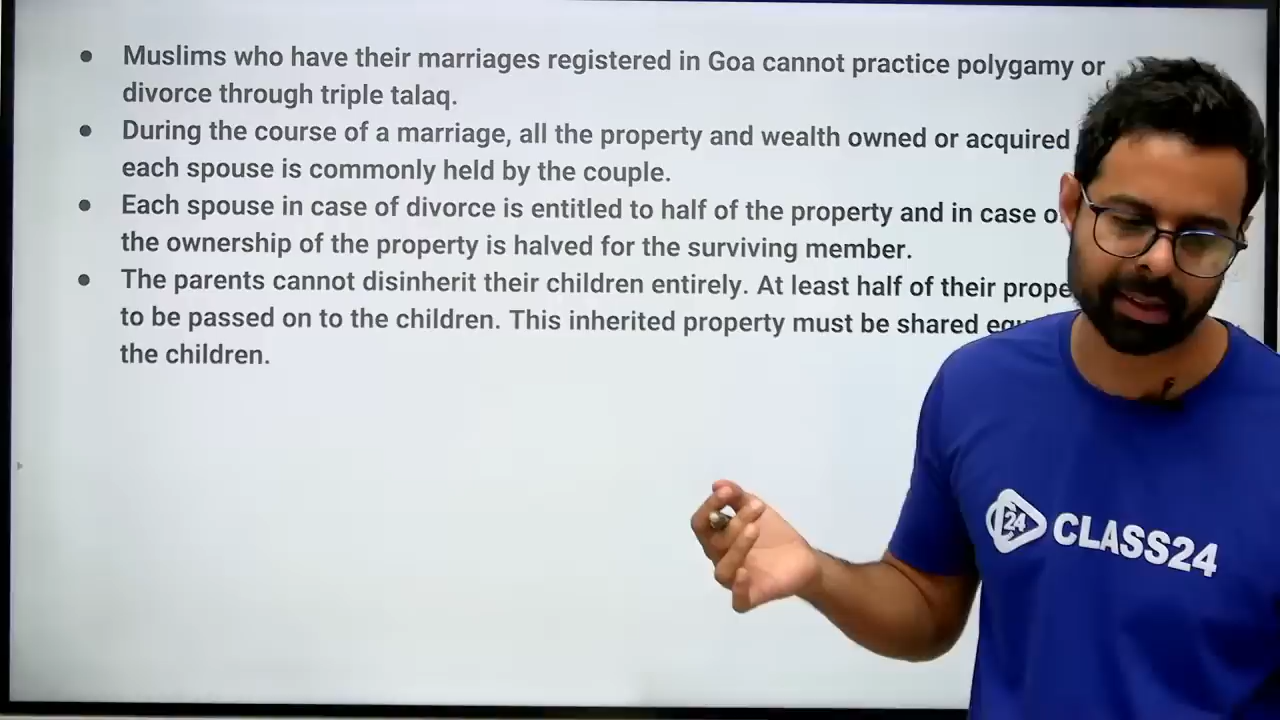 Muslims who have their marriages registered in Goa cannot practice polygamy or
divorce through triple talaq.
During the course of a marriage, all the property and wealth owned or acquired
each spouse is commonly held by the couple.
Each spouse in case of divorce is entitled to half of the property and in case
the ownership of the property is halved for the surviving member.
The parents cannot disinherit their children entirely. At least half of their
to be passed on to the children. This inherited property must be shared
the children.
24
CLASS24